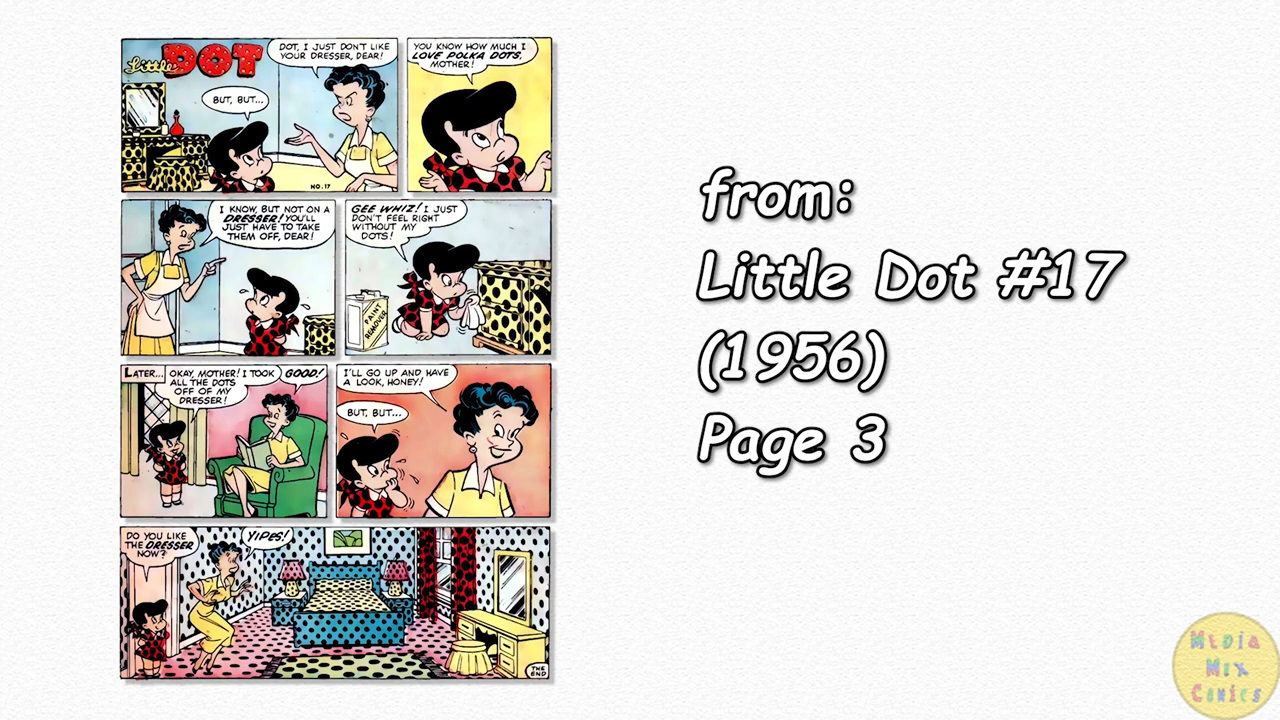 Little DOT
DOT, I JUST DON'T LIKE
YOUR DRESSER, DEAR!
BUT, BUT...
NO. 17
YOU KNOW HOW MUCH I
LOVE POLKA DOTS,
MOTHER!
I KNOW, BUT NOT ON A
DRESSER! YOU'LL
JUST HAVE TO TAKE
THEM OFF, DEAR!
GEE WHIZ! I JUST
DON'T FEEL RIGHT
WITHOUT MY
DOTS!
PAINT
REMOVER
LATER...
OKAY, MOTHER! I TOOK
ALL THE DOTS
OFF OF MY
DRESSER!
GOOD!
I'LL GO UP AND HAVE
A LOOK, HONEY!
BUT, BUT...
DO YOU LIKE
THE DRESSER
NOW?
YIPES!
THE
END
from:
Little Dot #17
(1956)
Page 3
MEDIA
MIX
COMICS